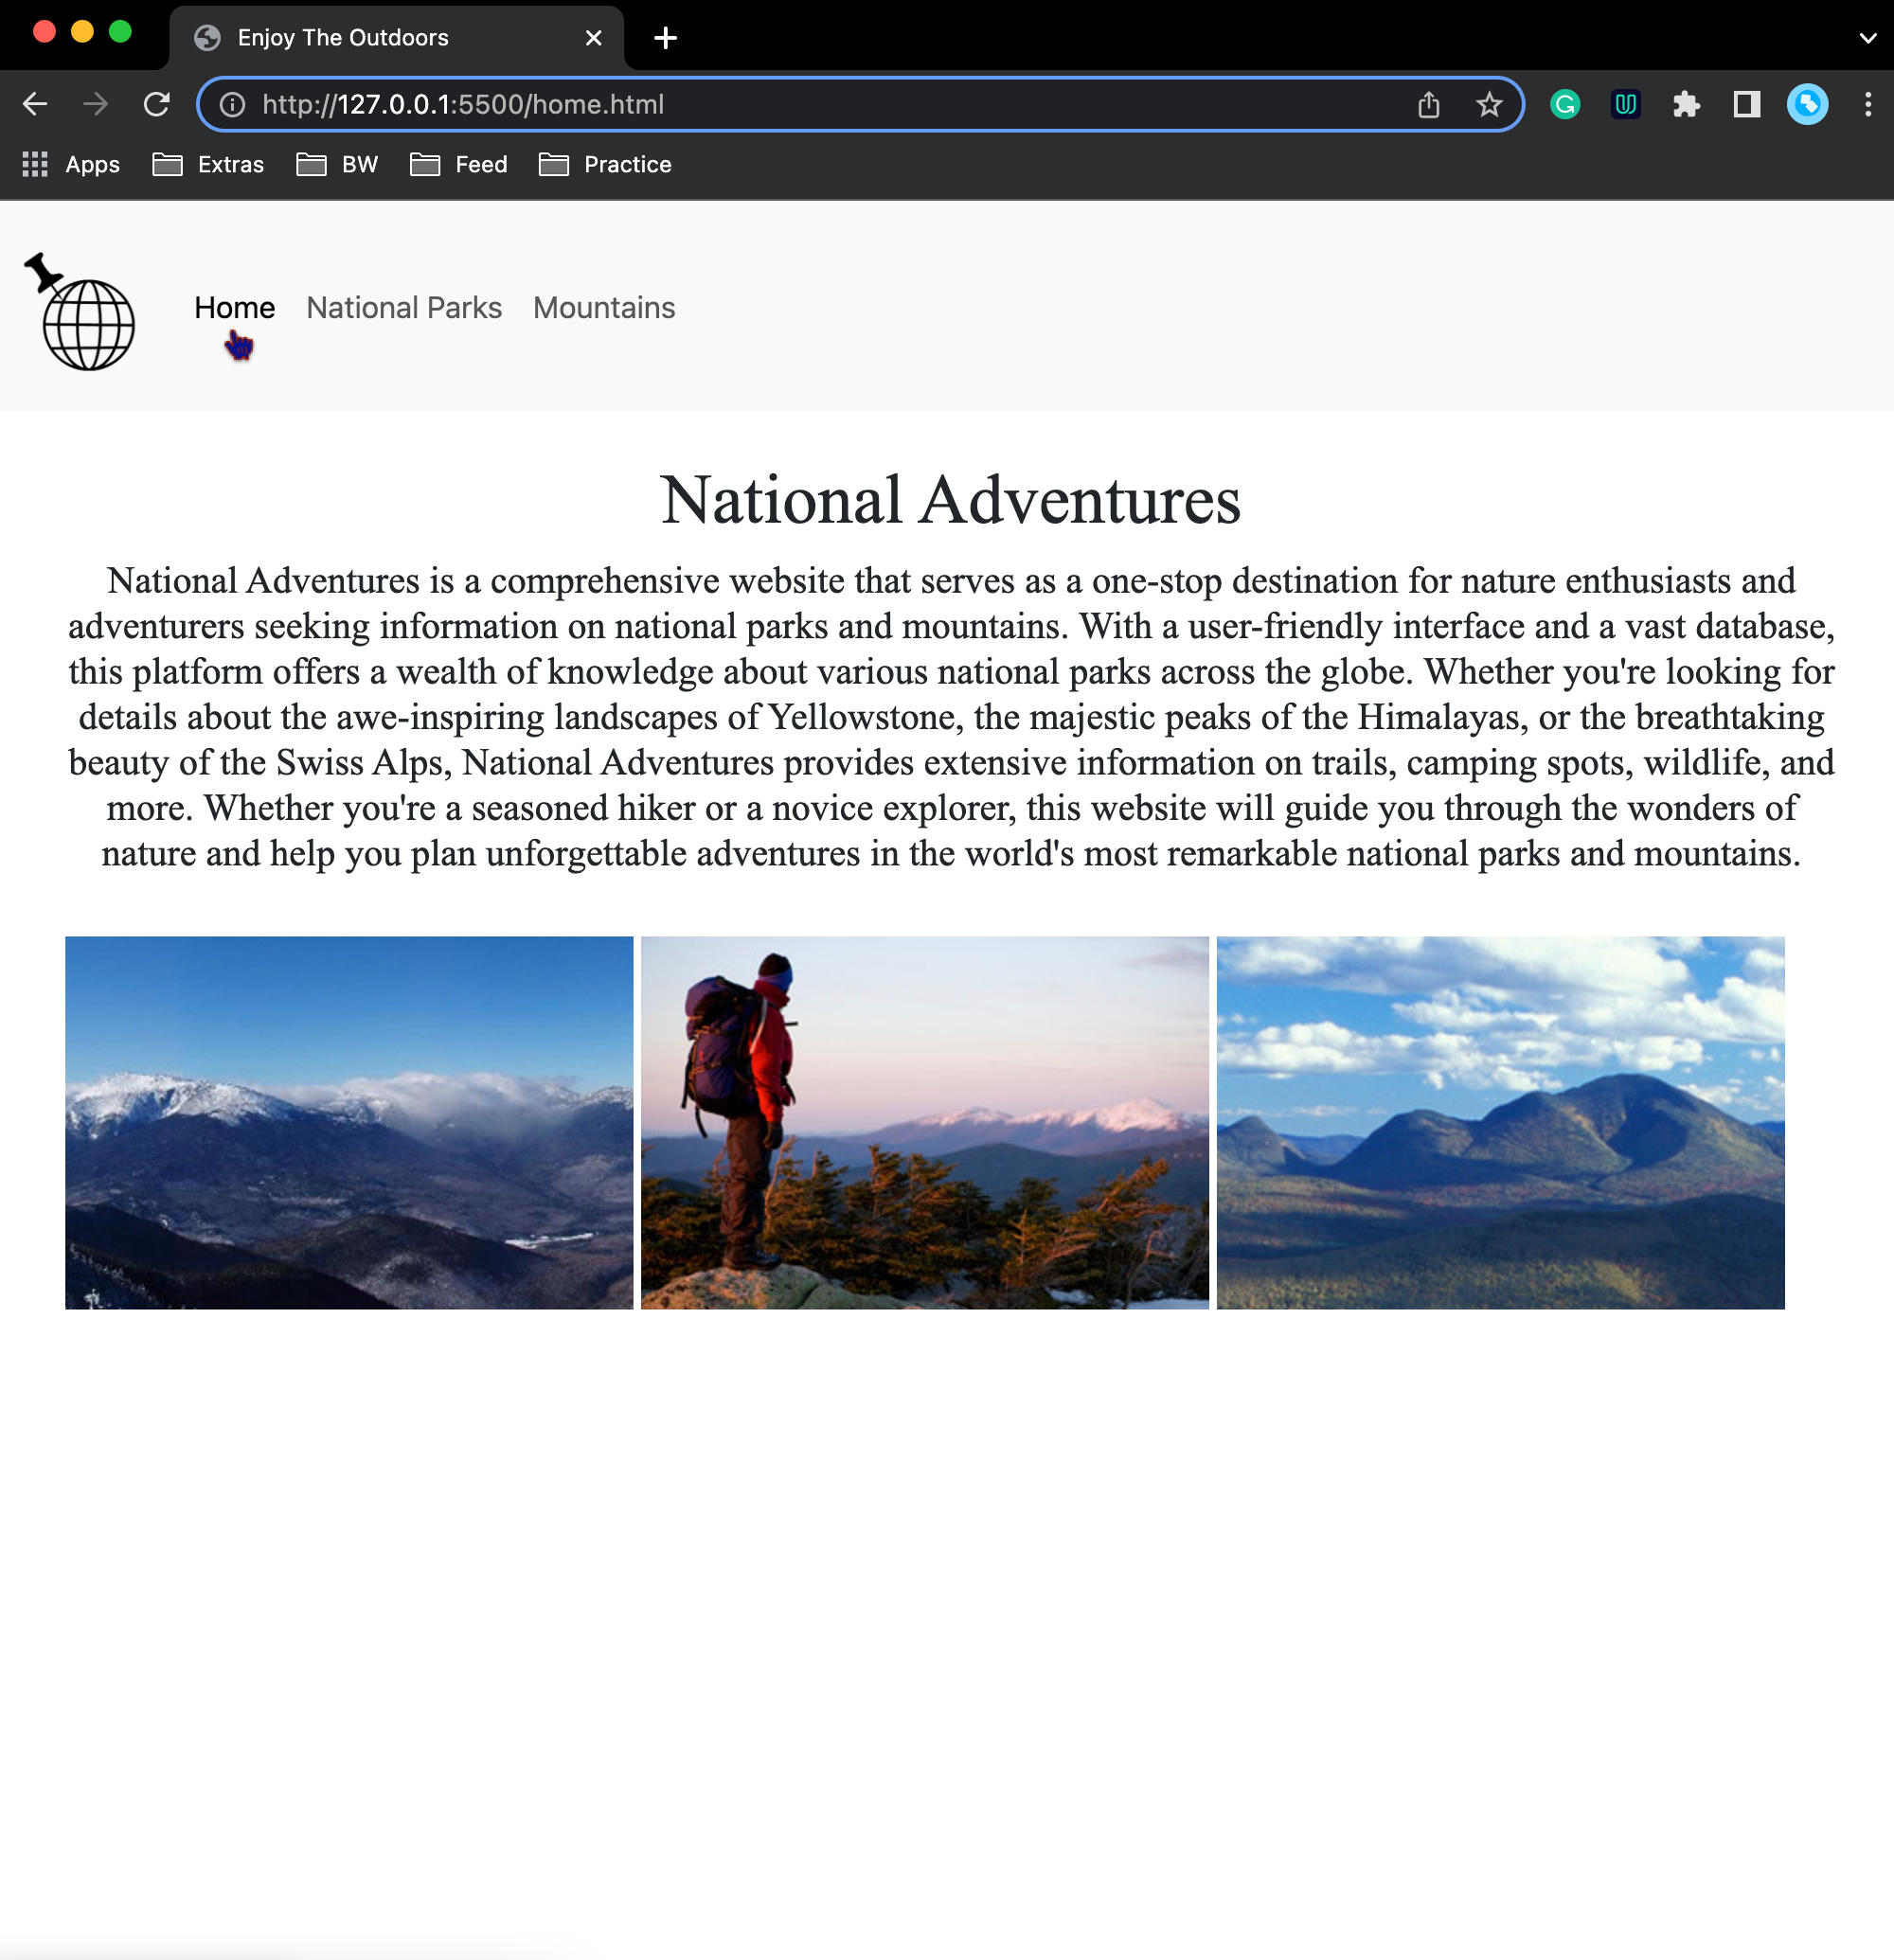 Enjoy The Outdoors
http://127.0.0.1:5500/home.html
Apps Extras BW Feed Practice
Home National Parks Mountains
National Adventures
National Adventures is a comprehensive website that serves as a one-stop destination for nature enthusiasts and
adventurers seeking information on national parks and mountains. With a user-friendly interface and a vast database,
this platform offers a wealth of knowledge about various national parks across the globe. Whether you're looking for
details about the awe-inspiring landscapes of Yellowstone, the majestic peaks of the Himalayas, or the breathtaking
beauty of the Swiss Alps, National Adventures provides extensive information on trails, camping spots, wildlife, and
more. Whether you're a seasoned hiker or a novice explorer, this website will guide you through the wonders of
nature and help you plan unforgettable adventures in the world's most remarkable national parks and mountains.